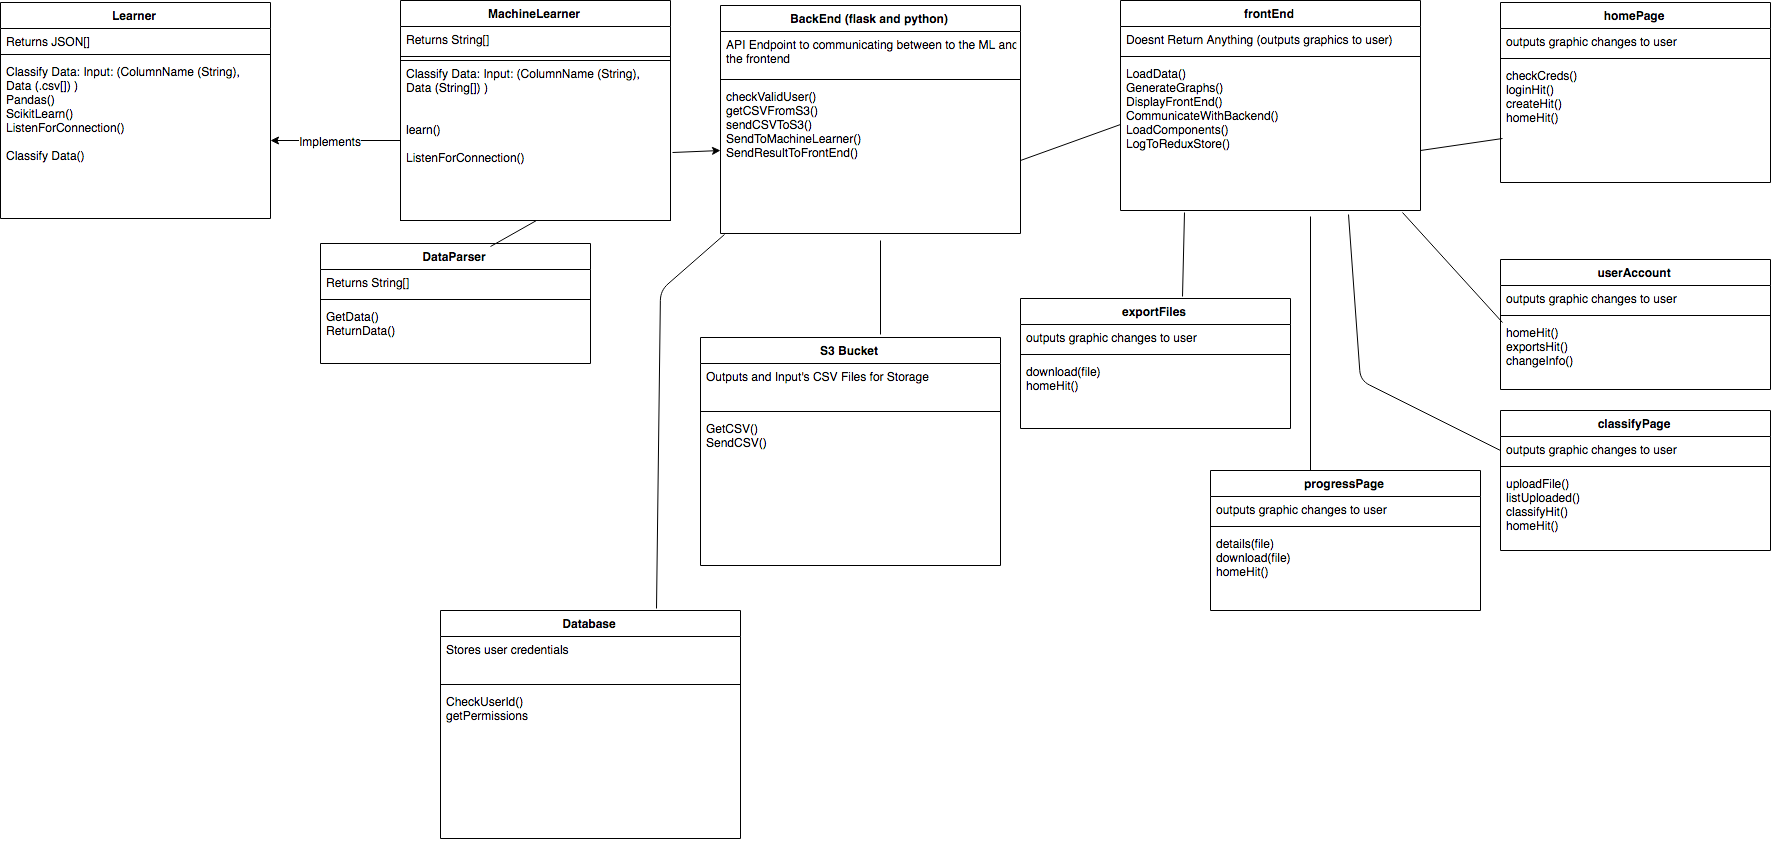 Learner
Returns JSON[]
Classify Data: Input: (ColumnName (String),
Data (.csv[]) )
Pandas()
ScikitLearn()
ListenForConnection()
Classify Data()
Implements
MachineLearner
Returns String[]
Classify Data: Input: (ColumnName (String),
Data (String[]) )
learn()
ListenForConnection()
DataParser
Returns String[]
GetData()
ReturnData()
BackEnd (flask and python)
API Endpoint to communicating between to the ML and
the frontend
checkValidUser()
getCSVFromS3()
sendCSVToS3()
SendToMachineLearner()
SendResultToFrontEnd()
S3 Bucket
Outputs and Input's CSV Files for Storage
GetCSV()
SendCSV()
Database
Stores user credentials
CheckUserId()
getPermissions
frontEnd
Doesnt Return Anything (outputs graphics to user)
LoadData()
GenerateGraphs()
DisplayFrontEnd()
CommunicateWithBackend()
LoadComponents()
LogToReduxStore()
exportFiles
outputs graphic changes to user
download(file)
homeHit()
progressPage
outputs graphic changes to user
details(file)
download(file)
homeHit()
homePage
outputs graphic changes to user
checkCreds()
loginHit()
createHit()
homeHit()
userAccount
outputs graphic changes to user
homeHit()
exportsHit()
changeInfo()
classifyPage
outputs graphic changes to user
uploadFile()
listUploaded()
classifyHit()
homeHit()